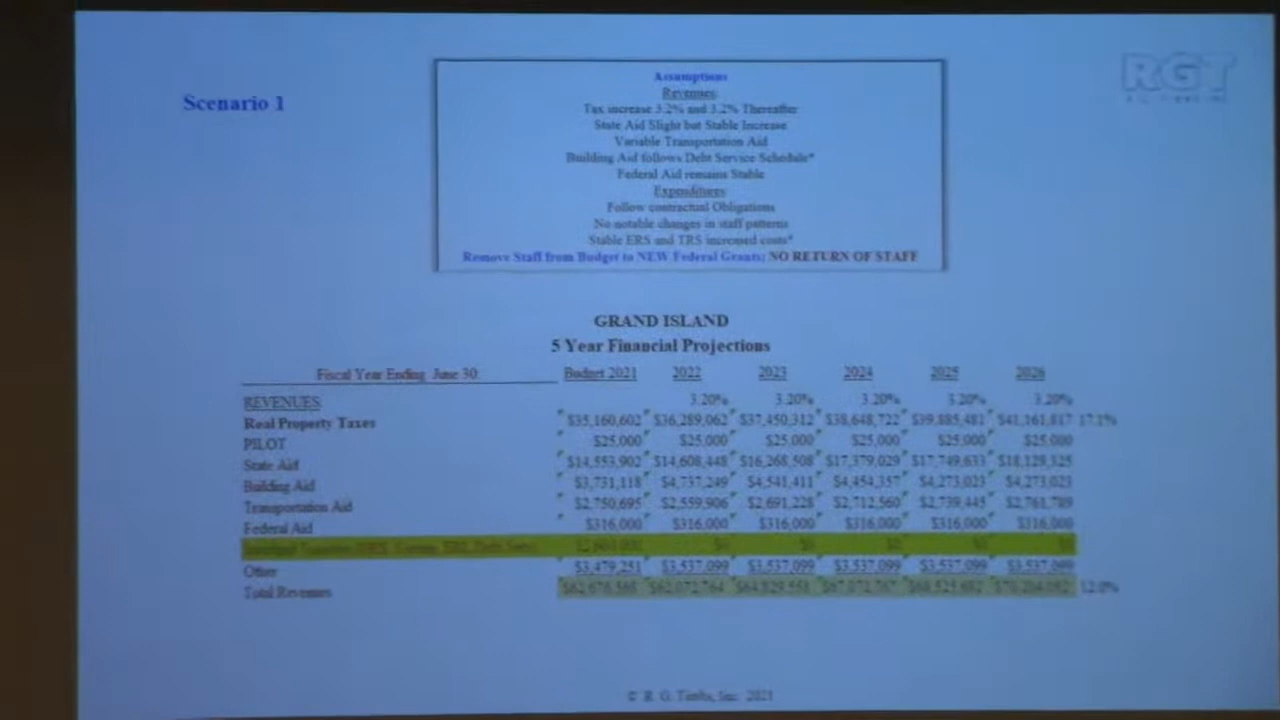 RGT
Scenario 1
Assumptions
Revenues
Tax increase 3.2% and 3.2% Thereafter
State Aid Slight but Stable Increase
Variable Transportation Aid
Building Aid follows Debt Service Schedule*
Federal Aid remains Stable
Expenditures
Follow contractual Obligations
No notable changes in staff patterns
Stable ERS and TRS increased costs*
Remove Staff from Budget to NEW Federal Grants; NO RETURN OF STAFF
GRAND ISLAND
5 Year Financial Projections
Fiscal Year Ending June 30 Budget 2021 2022 2023 2024 2025 2026
REVENUES 3.20% 3.20% 3.20% 3.20% 3.20%
Real Property Taxes $35,160,602 $36,289,062 $37,450,312 $38,648,722 $39,885,481 $41,161,817 17.1%
PILOT $25,000 $25,000 $25,000 $25,000 $25,000 $25,000
State Aid $14,553,902 $14,608,448 $16,268,508 $17,379,029 $17,749,633 $18,129,325
Building Aid $3,731,118 $4,737,249 $4,541,411 $4,454,357 $4,273,023 $4,273,023
Transportation Aid $2,750,695 $2,559,906 $2,691,228 $2,712,560 $2,739,445 $2,761,789
Federal Aid $316,000 $316,000 $316,000 $316,000 $316,000 $316,000
$0 $0 $0 $0 $0
Other $3,479,251 $3,537,099 $3,537,099 $3,537,099 $3,537,099 $3,537,099
Total Revenues $62,072,764 12.0%
© R. G. Timbs, Inc. 2021